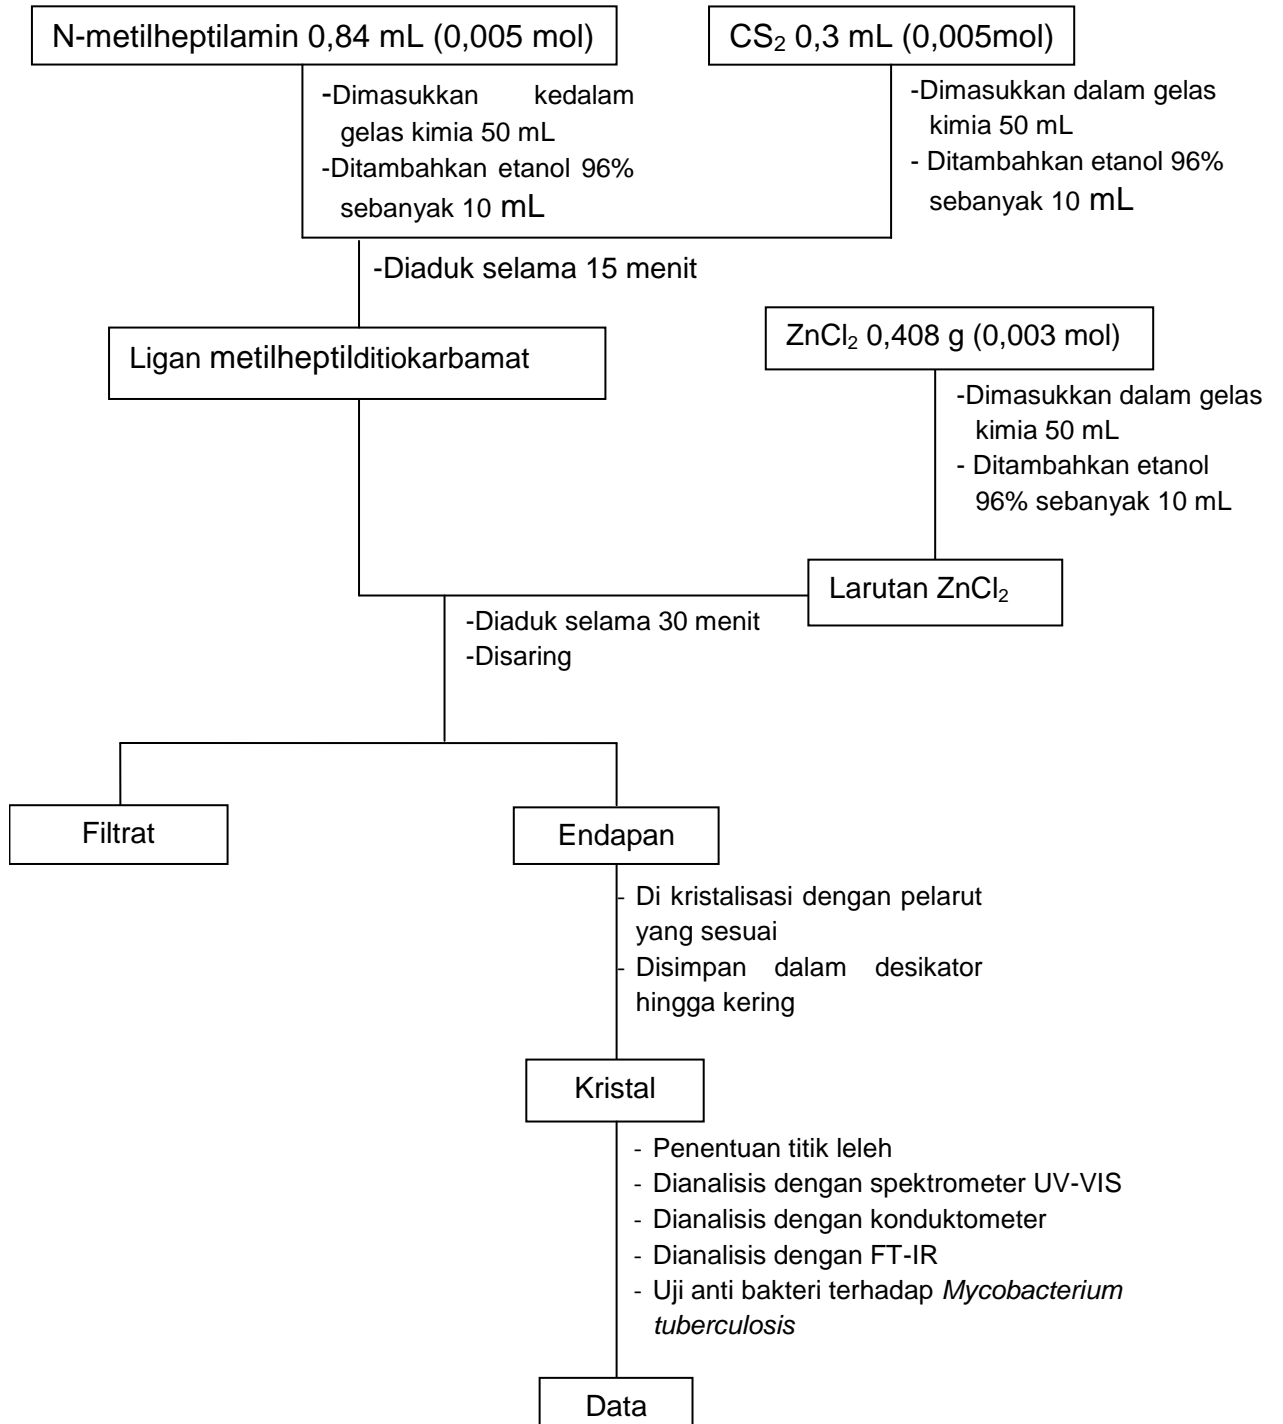 N-metilheptilamin 0,84 mL (0,005 mol)
CS₂ 0,3 mL (0,005mol)
-Dimasukkan kedalam
gelas kimia 50 mL
-Ditambahkan etanol 96%
sebanyak 10 mL
-Dimasukkan dalam gelas
kimia 50 mL
- Ditambahkan etanol 96%
sebanyak 10 mL
-Diaduk selama 15 menit
Ligan metilheptilditiokarbamat
ZnCl₂ 0,408 g (0,003 mol)
-Dimasukkan dalam gelas
kimia 50 mL
- Ditambahkan etanol
96% sebanyak 10 mL
Larutan ZnCl₂
-Diaduk selama 30 menit
-Disaring
Filtrat
Endapan
- Di kristalisasi dengan pelarut
yang sesuai
- Disimpan dalam desikator
hingga kering
Kristal
- Penentuan titik leleh
- Dianalisis dengan spektrometer UV-VIS
- Dianalisis dengan konduktometer
- Dianalisis dengan FT-IR
- Uji anti bakteri terhadap Mycobacterium
tuberculosis
Data